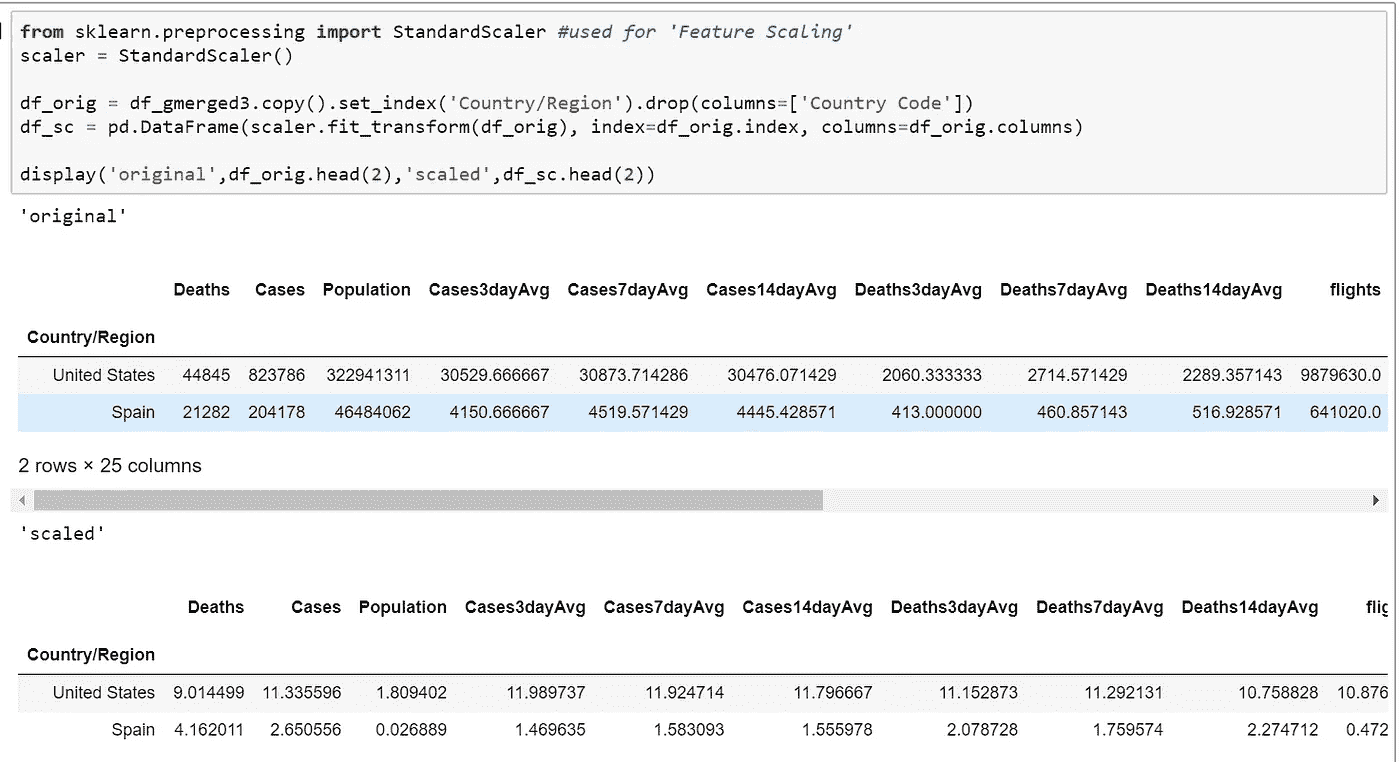 from sklearn.preprocessing import StandardScaler #used for 'Feature Scaling'
scaler = StandardScaler()
df_orig = df_gmerged3.copy().set_index('Country/Region').drop(columns=['Country Code'])
df_sc = pd.DataFrame(scaler.fit_transform(df_orig), index=df_orig.index, columns=df_orig.columns)
display('original',df_orig.head(2),'scaled',df_sc.head(2))
'original'
Deaths Cases Population Cases3dayAvg Cases7dayAvg Cases14dayAvg Deaths3dayAvg Deaths7dayAvg Deaths14dayAvg flights
Country/Region
United States 44845 823786 322941311 30529.666667 30873.714286 30476.071429 2060.333333 2714.571429 2289.357143 9879630.0
Spain 21282 204178 46484062 4150.666667 4519.571429 4445.428571 413.000000 460.857143 516.928571 641020.0
2 rows × 25 columns
'scaled'
Deaths Cases Population Cases3dayAvg Cases7dayAvg Cases14dayAvg Deaths3dayAvg Deaths7dayAvg Deaths14dayAvg
Country/Region
United States 9.014499 11.335596 1.809402 11.989737 11.924714 11.796667 11.152873 11.292131 10.758828 10.876
Spain 4.162011 2.650556 0.026889 1.469635 1.583093 1.555978 2.078728 1.759574 2.274712 0.472